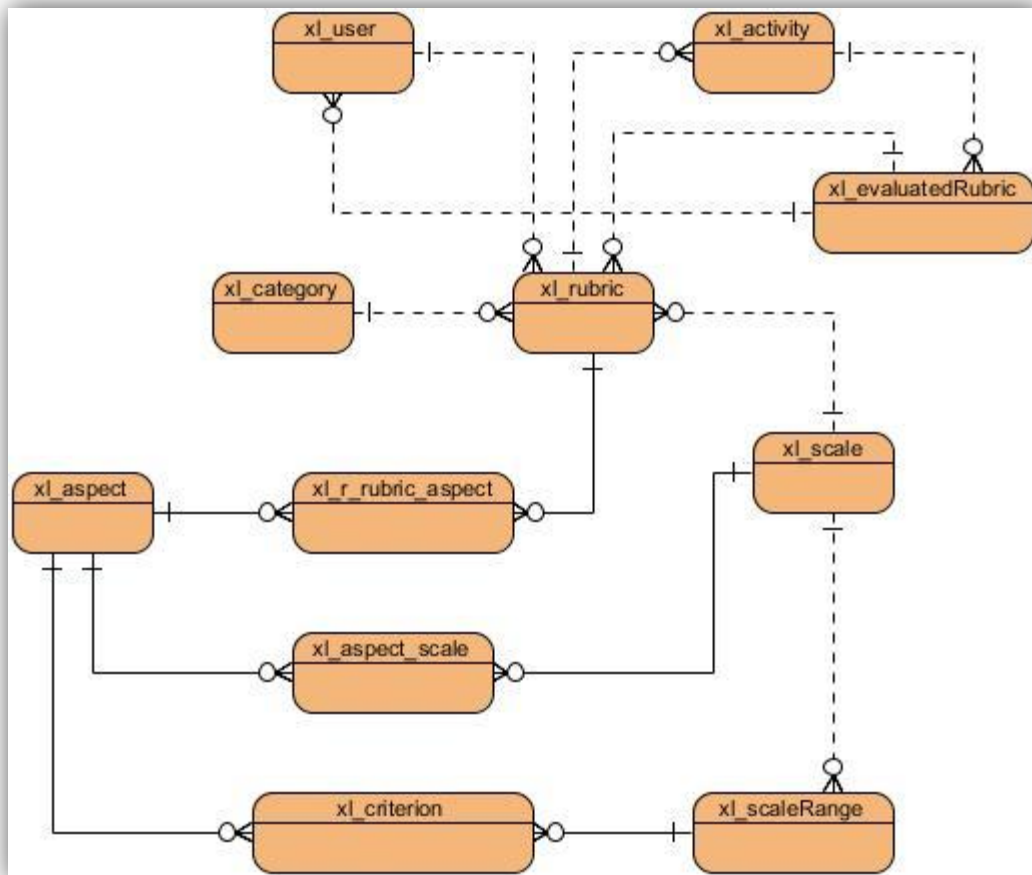 xl_user
xl_activity
xl_evaluatedRubric
xl_category
xl_rubric
xl_scale
xl_aspect
xl_r_rubric_aspect
xl_aspect_scale
xl_criterion
xl_scaleRange